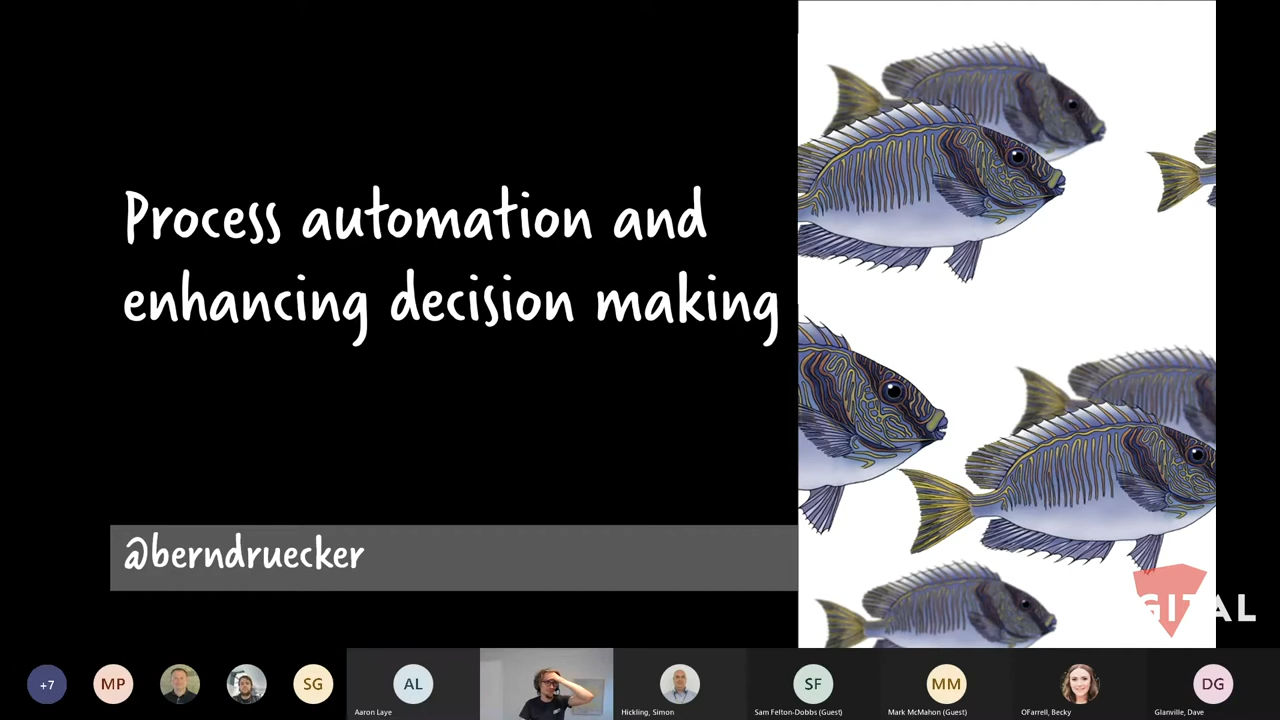 Process automation and
enhancing decision making
@berndruecker
GITAL
+7
MP
SG
AL
Aaron Laye
Hickling, Simon
SF
Sam Felton-Dobbs (Guest)
MM
Mark McMahon (Guest)
OFarrell, Becky
DG
Glanville, Dave